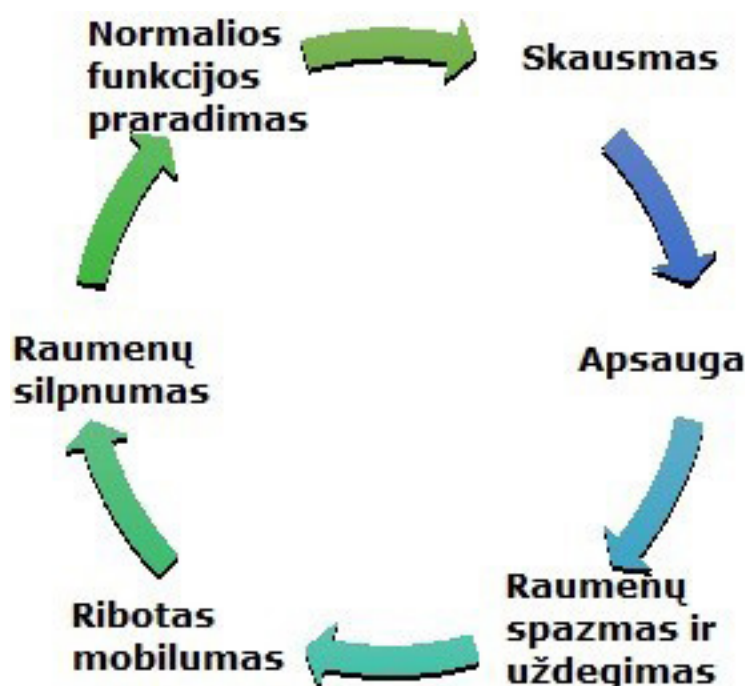 Normalios
funkcijos
praradimas
Skausmas
Apsauga
Raumenų
spazmas ir
uždegimas
Ribotas
mobilumas
Raumenų
silpnumas